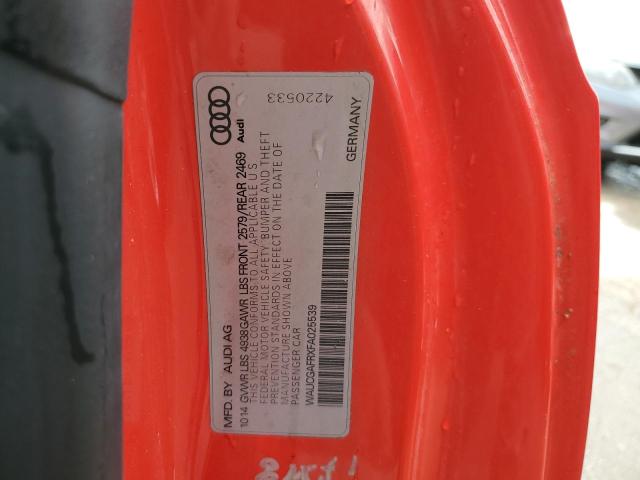 Audi
4220533
MFD. BY AUDI AG
GERMANY
10 14 GVWR LBS 4938 GAWR LBS FRONT 2579/REAR 2469
THIS VEHICLE CONFORMS TO ALL APPLICABLE U S
FEDERAL MOTOR VEHICLE SAFETY, BUMPER AND THEFT
PREVENTION STANDARDS IN EFFECT ON THE DATE OF
MANUFACTURE SHOWN ABOVE
PASSENGER CAR
WAUCGAFRXFA025539